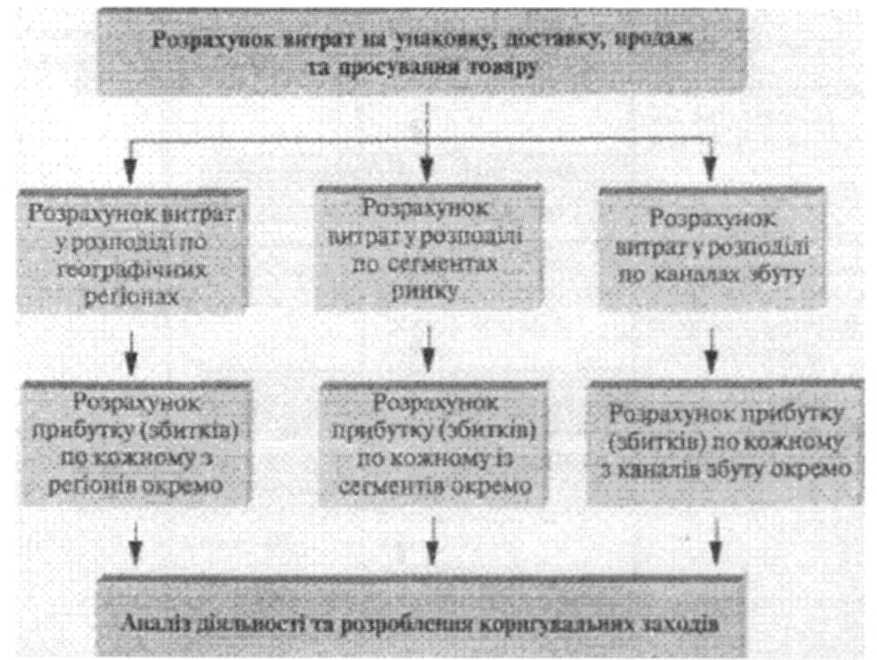 Розрахунок витрат на упаковку, доставку, продаж
та просування товару
Розрахунок витрат
у розподілі по
географічних
регіонах
Розрахунок
витрат у розподілі
по сегментах
ринку
Розрахунок
витрат у розподілі
по каналах збуту
Розрахунок
прибутку (збитків)
по кожному з
регіонів окремо
Розрахунок
прибутку (збитків)
по кожному із
сегментів окремо
Розрахунок прибутку
(збитків) по кожному
з каналів збуту окремо
Аналіз діяльності та розроблення коригувальних заходів